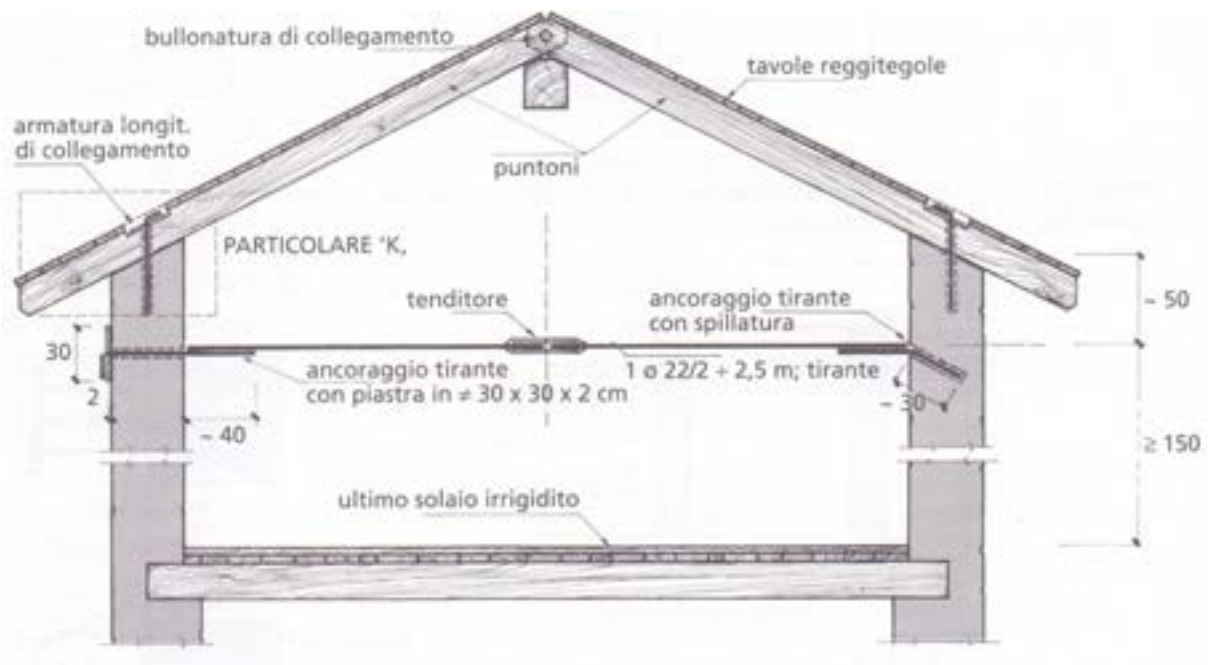 bullonatura di collegamento
tavole reggitegole
armatura longit.
di collegamento
puntoni
PARTICOLARE 'K,
tenditore
ancoraggio tirante
con spillatura
~ 50
30
ancoraggio tirante
con piastra in ≠ 30 x 30 x 2 cm
1 ø 22/2 ÷ 2,5 m; tirante
2
~ 30
~ 40
≥ 150
ultimo solaio irrigidito